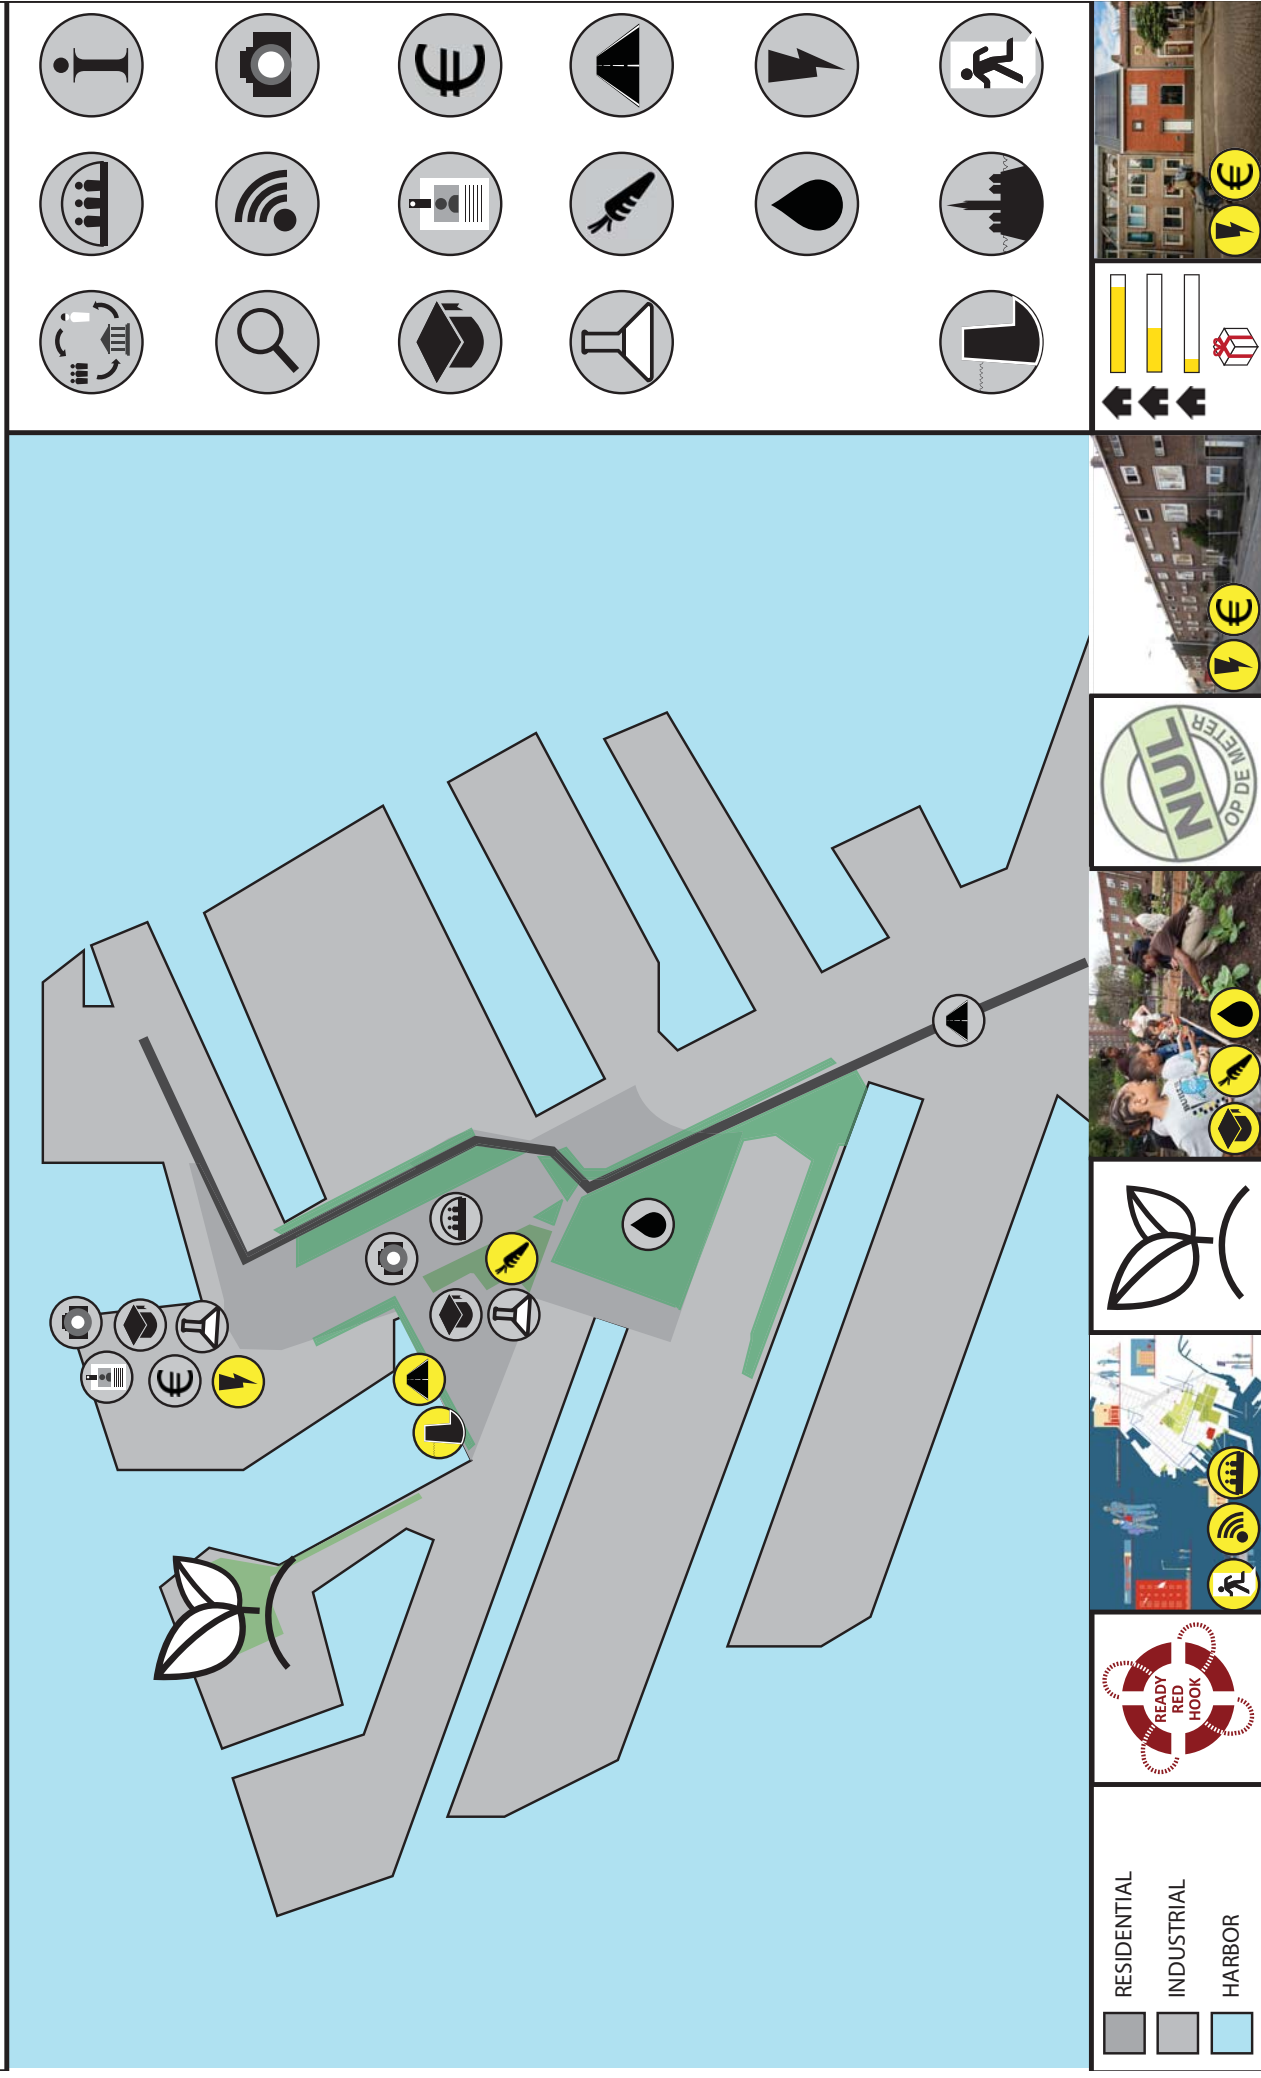 RESIDENTIAL
INDUSTRIAL
HARBOR
READY
RED
HOOK
NUL
OP DE METER